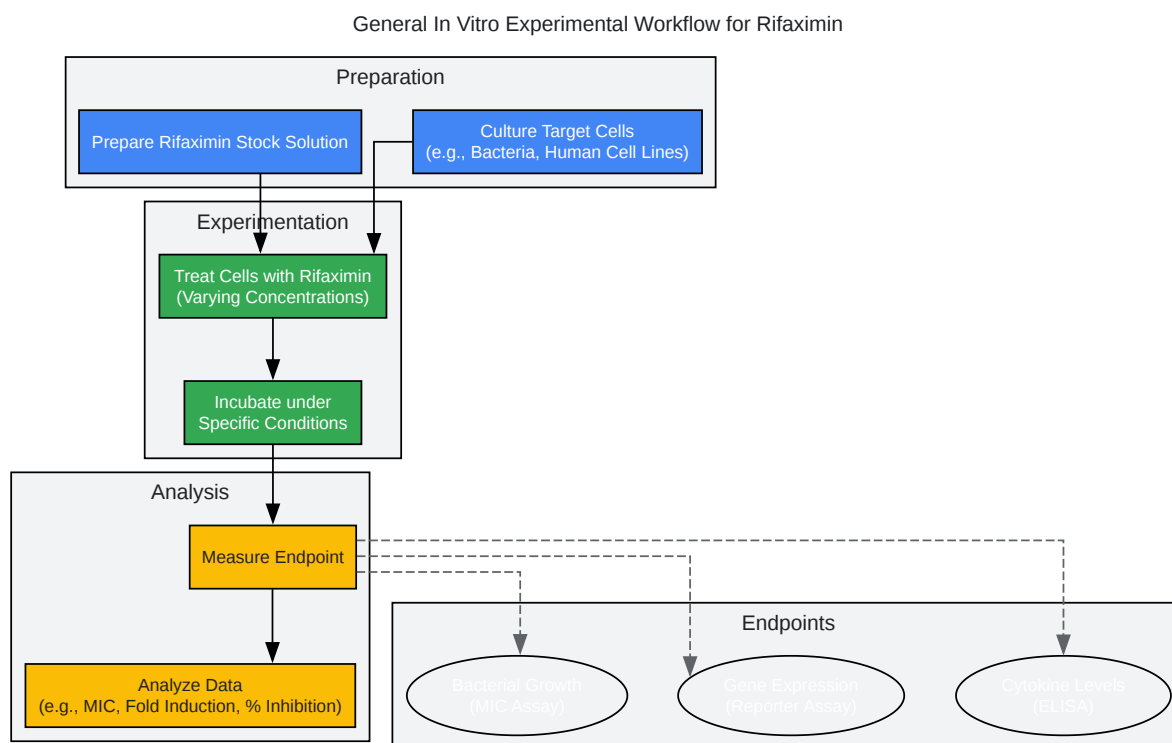 General In Vitro Experimental Workflow for Rifaximin
Preparation
Prepare Rifaximin Stock Solution
Culture Target Cells
(e.g., Bacteria, Human Cell Lines)
Experimentation
Treat Cells with Rifaximin
(Varying Concentrations)
Incubate under
Specific Conditions
Analysis
Measure Endpoint
Analyze Data
(e.g., MIC, Fold Induction, % Inhibition)
Endpoints
Bacterial Growth
(MIC Assay)
Gene Expression
(Reporter Assay)
Cytokine Levels
(ELISA)